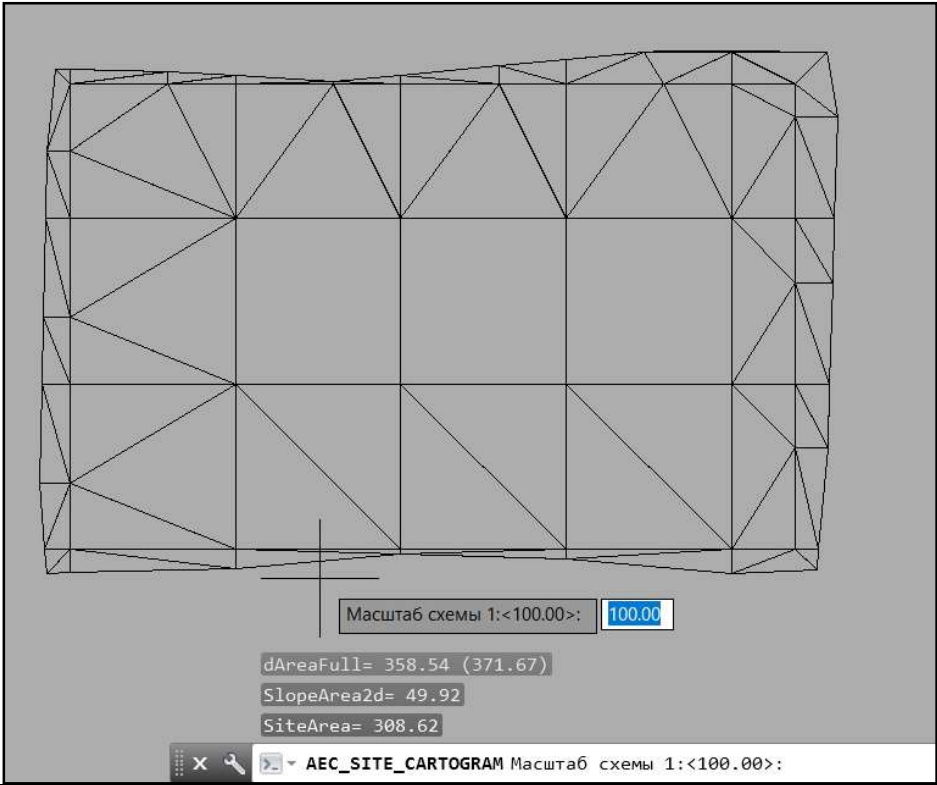 Масштаб схемы 1:<100.00>: 100.00
dAreaFull= 358.54 (371.67)
SlopeArea2d= 49.92
SiteArea= 308.62
AEC_SITE_CARTOGRAM Масштаб схемы 1:<100.00>: